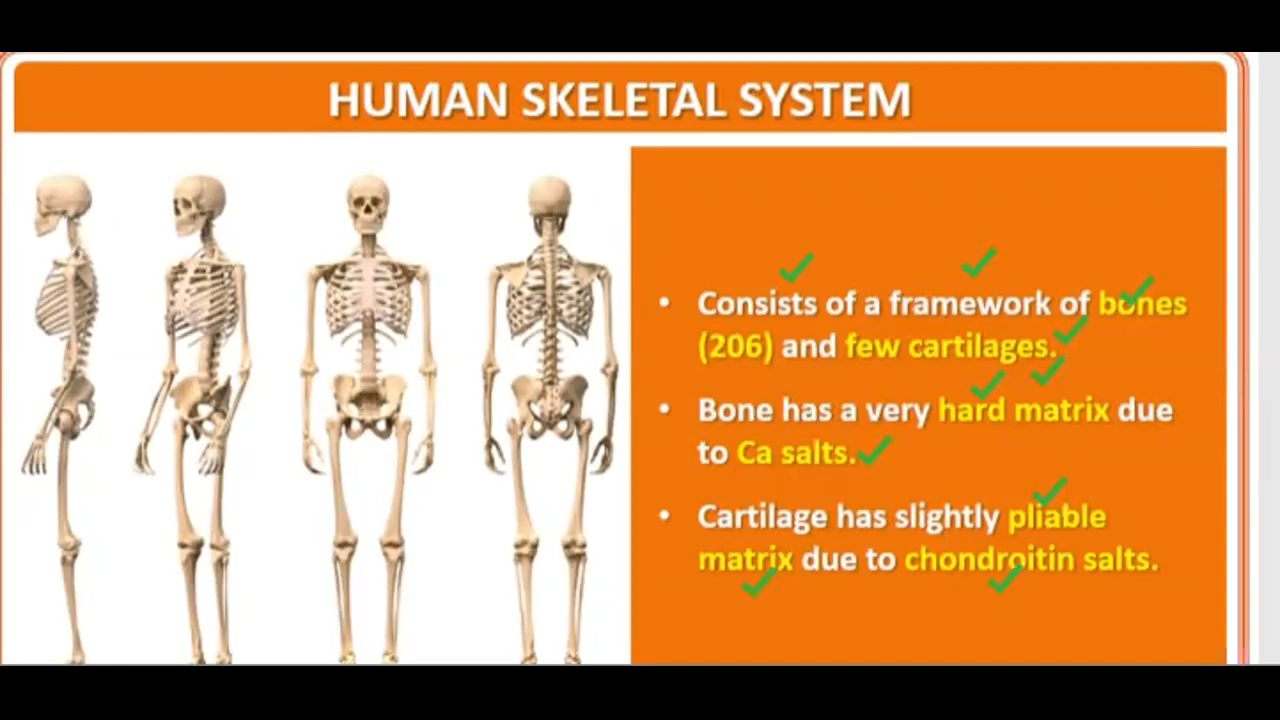 HUMAN SKELETAL SYSTEM
• Consists of a framework of bones
(206) and few cartilages.
• Bone has a very hard matrix due
to Ca salts.
• Cartilage has slightly pliable
matrix due to chondroitin salts.